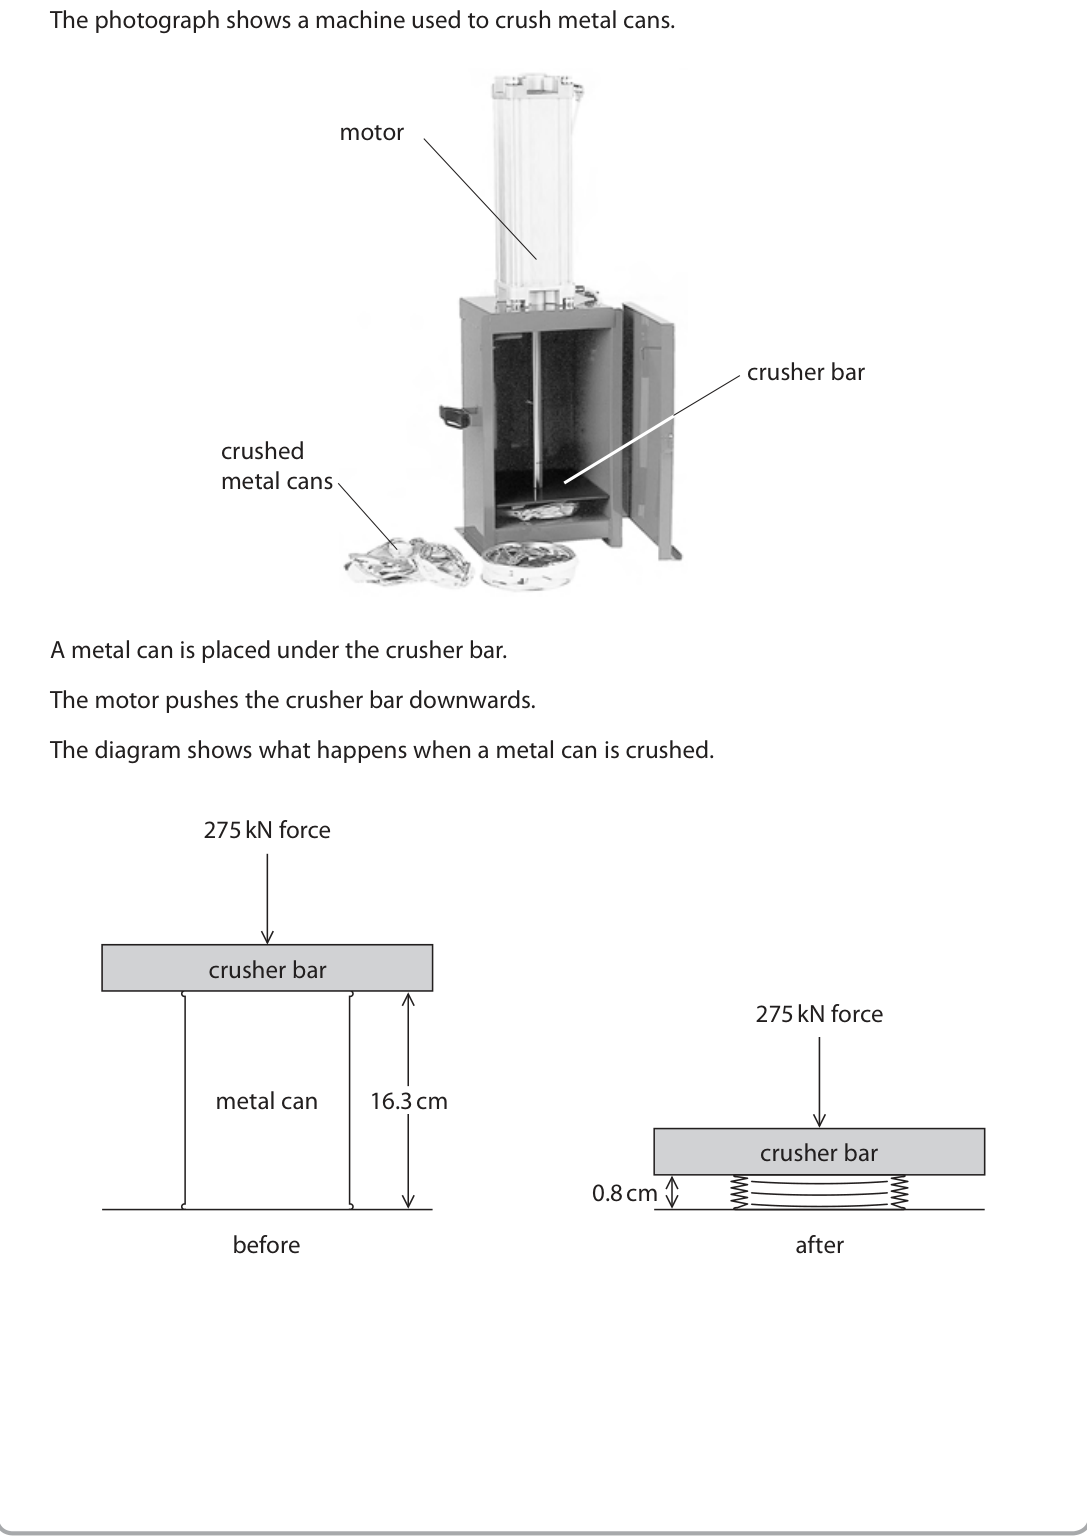 The photograph shows a machine used to crush metal cans.
motor
crusher bar
crushed
metal cans
A metal can is placed under the crusher bar.
The motor pushes the crusher bar downwards.
The diagram shows what happens when a metal can is crushed.
275 kN force
crusher bar
metal can
16.3 cm
before
275 kN force
crusher bar
0.8 cm
after